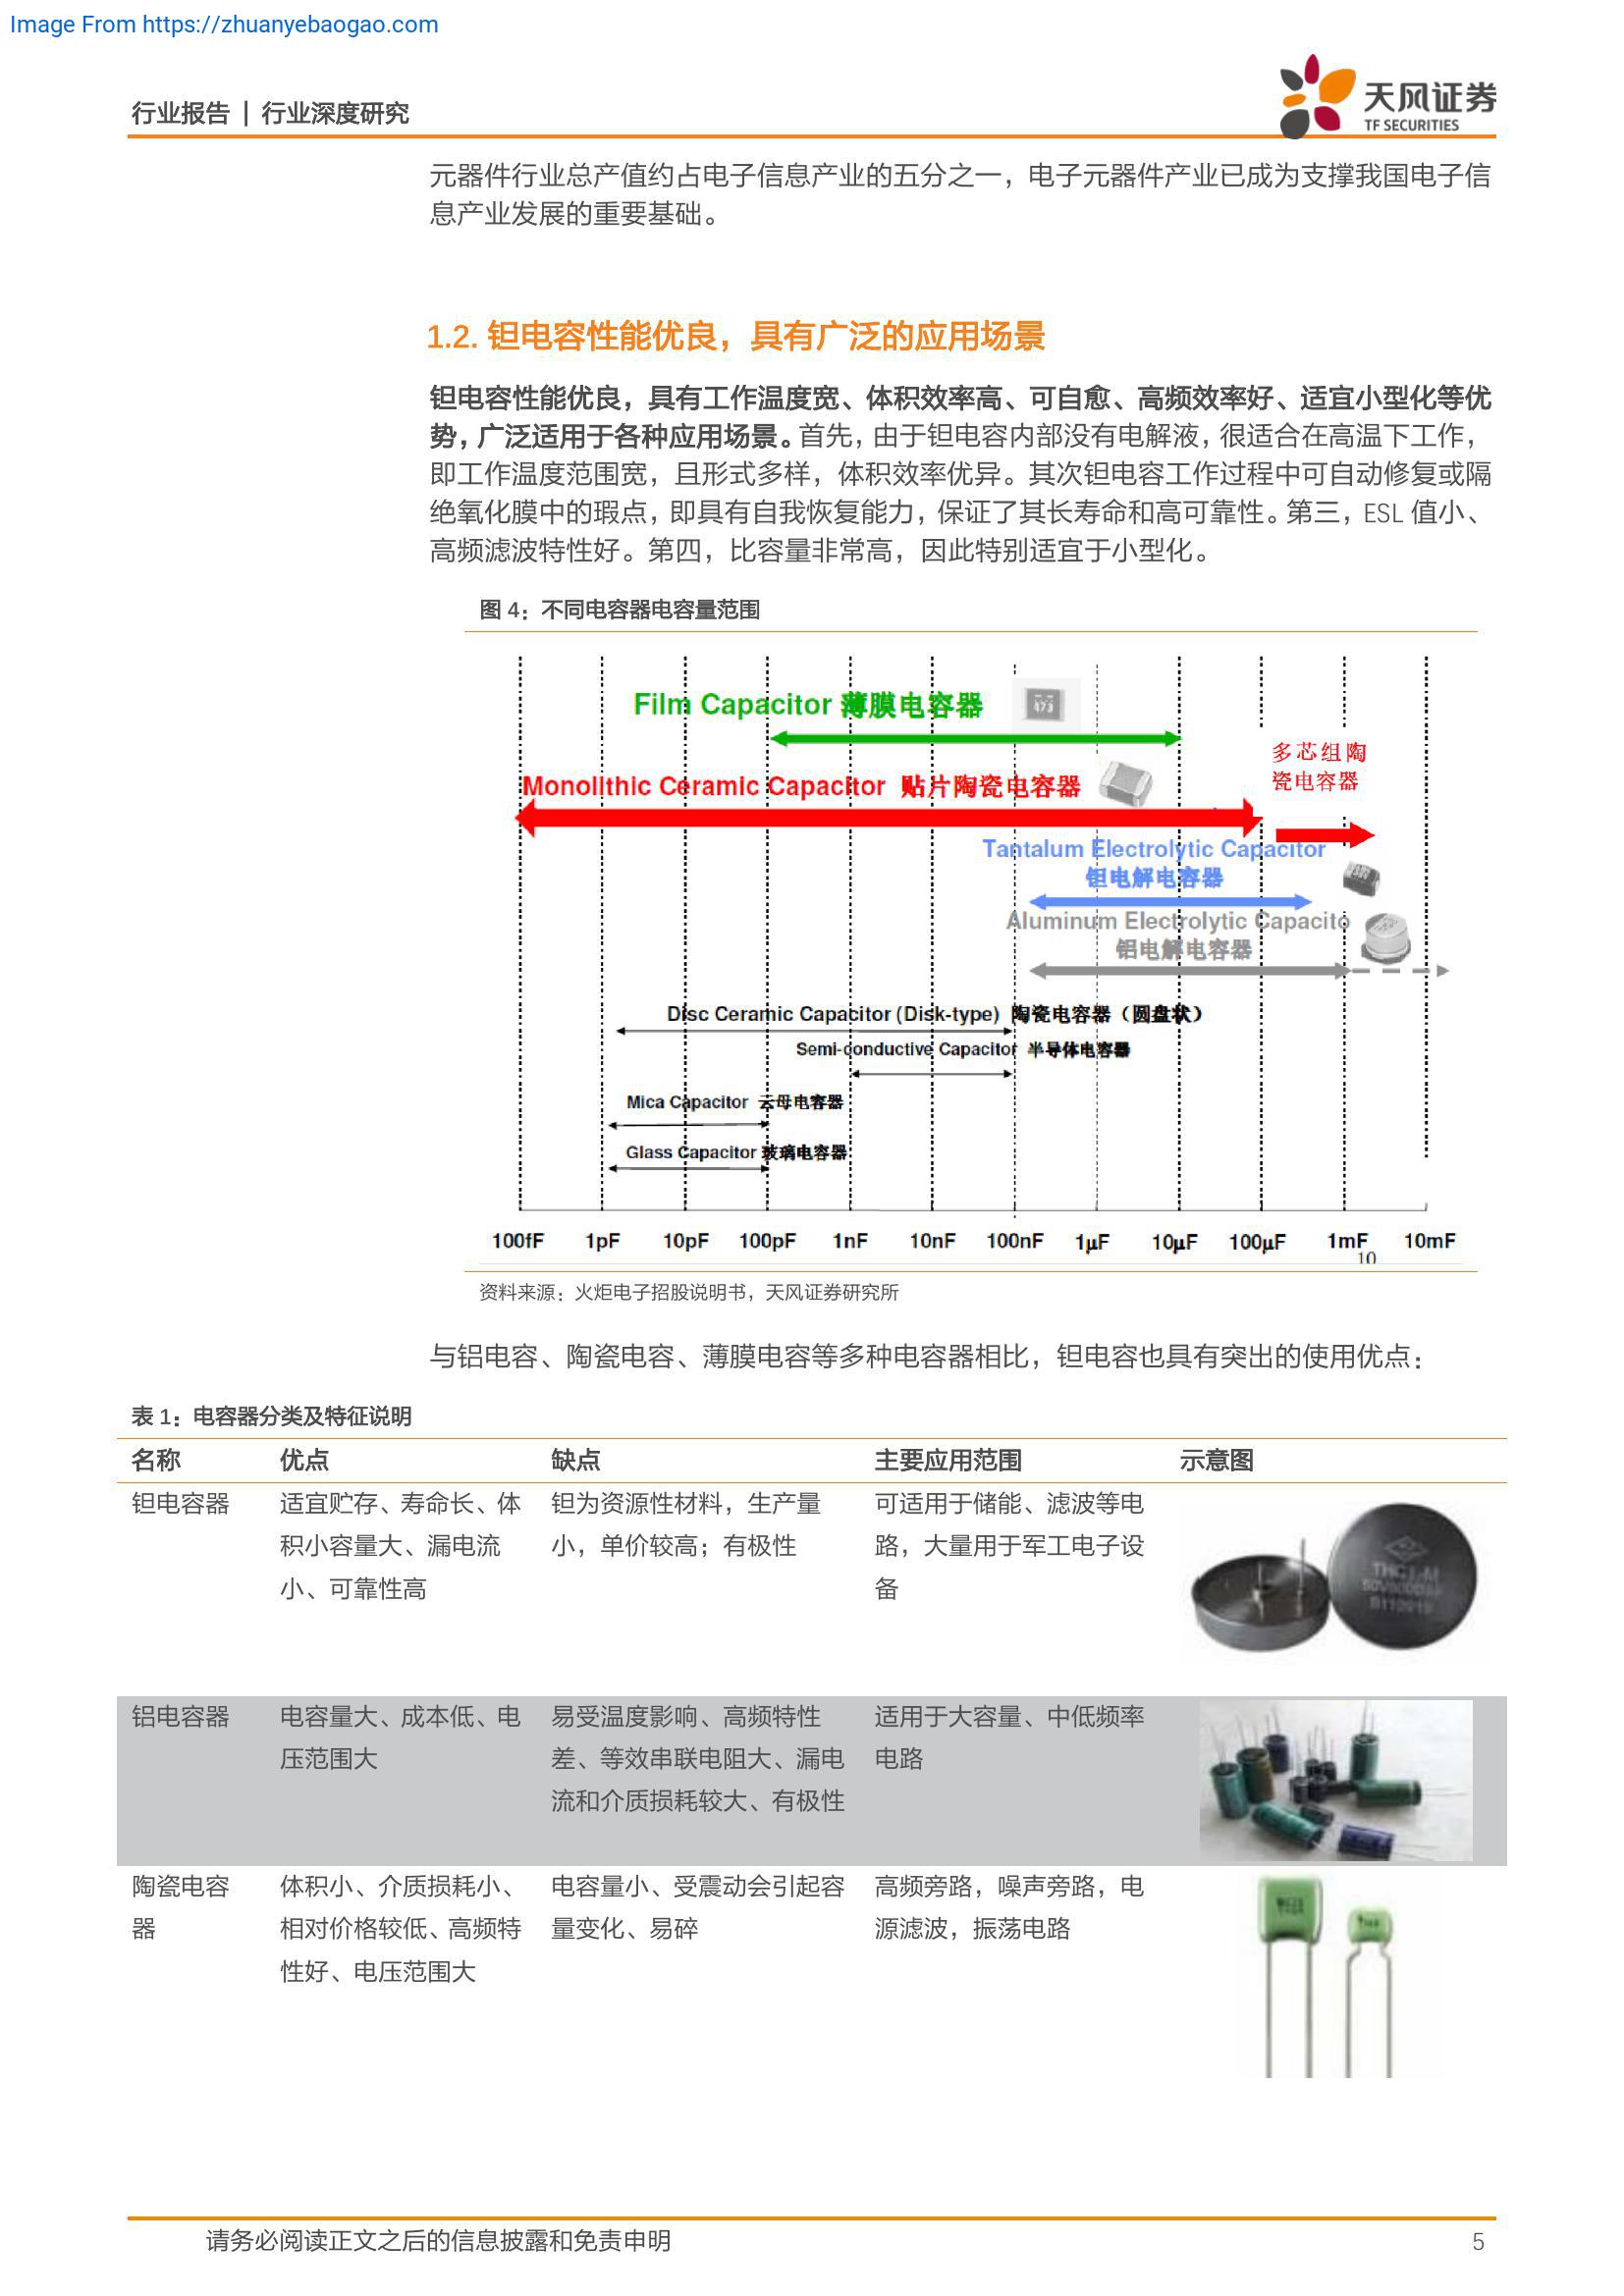 Image From https://zhuanyebaogao.com
行业报告 | 行业深度研究
天风证券
TF SECURITIES
元器件行业总产值约占电子信息产业的五分之一，电子元器件产业已成为支撑我国电子信
息产业发展的重要基础。
1.2. 钽电容性能优良，具有广泛的应用场景
钽电容性能优良，具有工作温度宽、体积效率高、可自愈、高频效率好、适宜小型化等优
势，广泛适用于各种应用场景。首先，由于钽电容内部没有电解液，很适合在高温下工作，
即工作温度范围宽，且形式多样，体积效率优异。其次钽电容工作过程中可自动修复或隔
绝氧化膜中的瑕点，即具有自我恢复能力，保证了其长寿命和高可靠性。第三，ESL 值小、
高频滤波特性好。第四，比容量非常高，因此特别适宜于小型化。
图 4：不同电容器电容量范围
Film Capacitor 薄膜电容器
473
多芯组陶
瓷电容器
Monolithic Ceramic Capacitor 贴片陶瓷电容器
Tantalum Electrolytic Capacitor
钽电解电容器
Aluminum Electrolytic Capacito
铝电解电容器
Disc Ceramic Capacitor (Disk-type) 陶瓷电容器（圆盘状）
Semi-conductive Capacitor 半导体电容器
Mica Capacitor 云母电容器
Glass Capacitor 玻璃电容器
100fF 1pF 10pF 100pF 1nF 10nF 100nF 1μF 10μF 100μF 1mF 10mF
10
资料来源：火炬电子招股说明书，天风证券研究所
与铝电容、陶瓷电容、薄膜电容等多种电容器相比，钽电容也具有突出的使用优点：
表 1：电容器分类及特征说明
名称 优点 缺点 主要应用范围 示意图
钽电容器 适宜贮存、寿命长、体 钽为资源性材料，生产量 可适用于储能、滤波等电
积小容量大、漏电流 小，单价较高；有极性 路，大量用于军工电子设
小、可靠性高 备
铝电容器 电容量大、成本低、电 易受温度影响、高频特性 适用于大容量、中低频率
压范围大 差、等效串联电阻大、漏电 电路
流和介质损耗较大、有极性
陶瓷电容 体积小、介质损耗小、 电容量小、受震动会引起容 高频旁路，噪声旁路，电
器 相对价格较低、高频特 量变化、易碎 源滤波，振荡电路
性好、电压范围大
请务必阅读正文之后的信息披露和免责申明 5